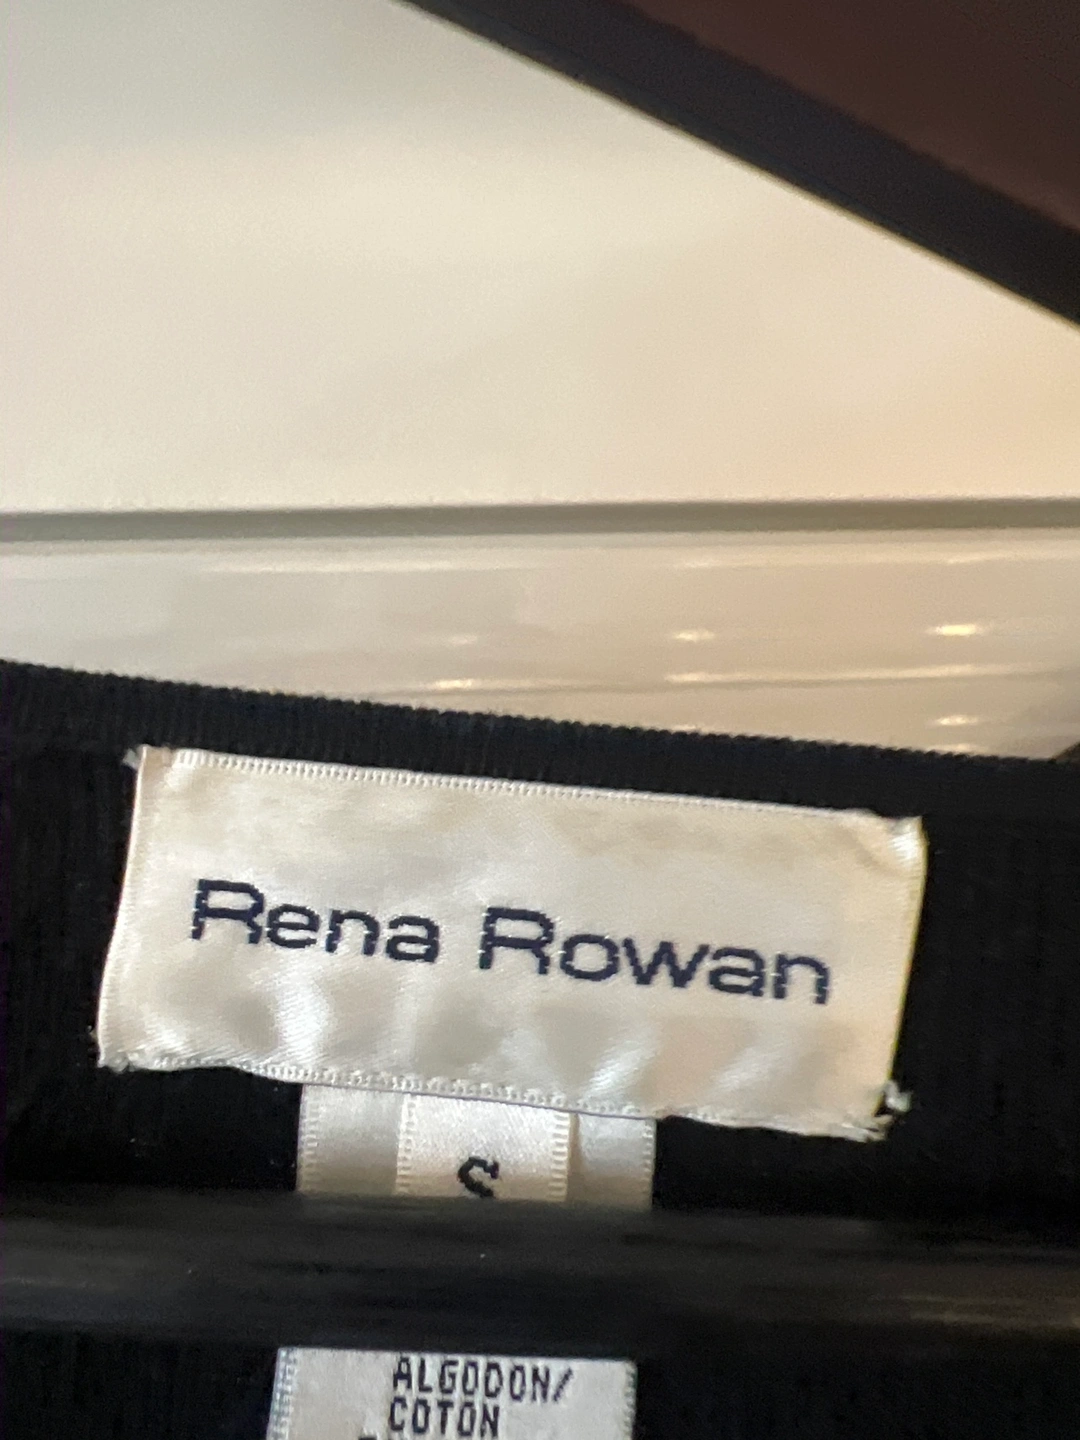 Rena Rowan
S
ALGODON/
COTON